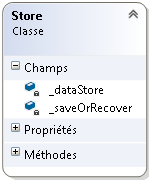 Store
Classe
Champs
_dataStore
_saveOrRecover
Propriétés
Méthodes